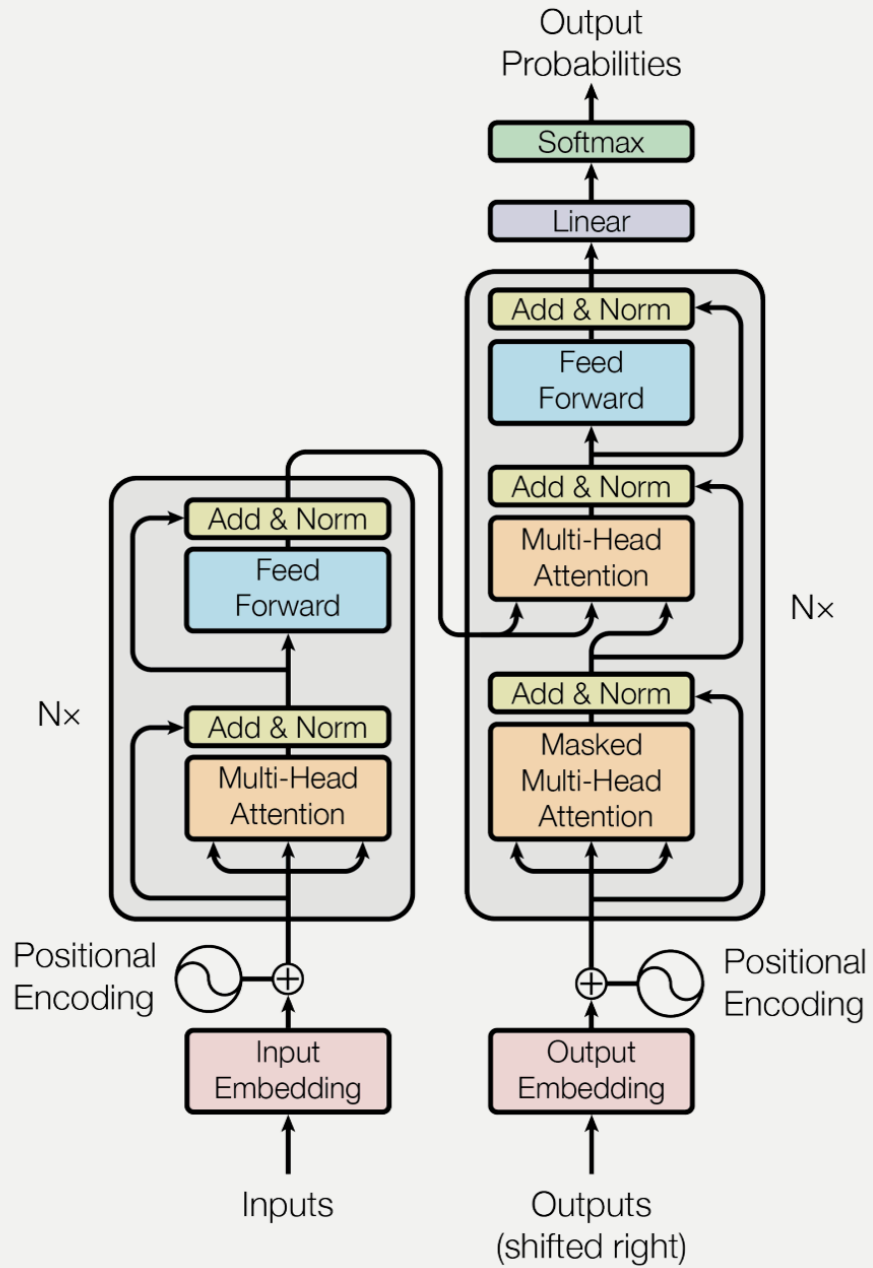 Output
Probabilities
Softmax
Linear
Add & Norm
Feed
Forward
Add & Norm
Multi-Head
Attention
Add & Norm
Masked
Multi-Head
Attention
Nx
Add & Norm
Feed
Forward
Add & Norm
Multi-Head
Attention
Nx
Positional
Encoding
Positional
Encoding
Input
Embedding
Output
Embedding
Inputs
Outputs
(shifted right)